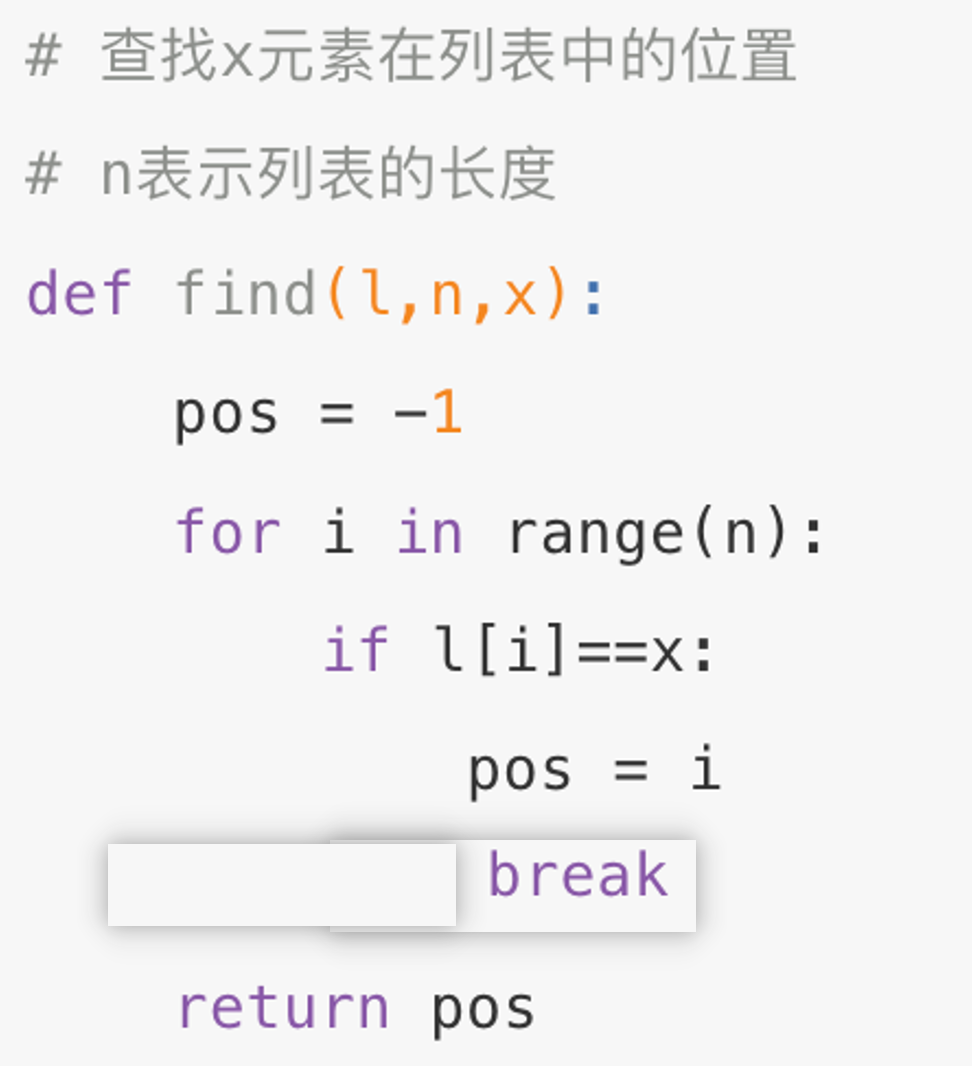 # 查找x元素在列表中的位置
# n表示列表的长度
def find(l,n,x):
    pos = -1
    for i in range(n):
        if l[i]==x:
            pos = i
            break
    return pos